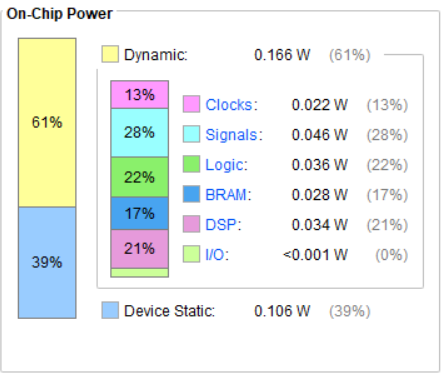 On-Chip Power
61%
39%
Dynamic: 0.166 W (61%)
13%
28%
22%
17%
21%
Clocks: 0.022 W (13%)
Signals: 0.046 W (28%)
Logic: 0.036 W (22%)
BRAM: 0.028 W (17%)
DSP: 0.034 W (21%)
I/O: <0.001 W (0%)
Device Static: 0.106 W (39%)